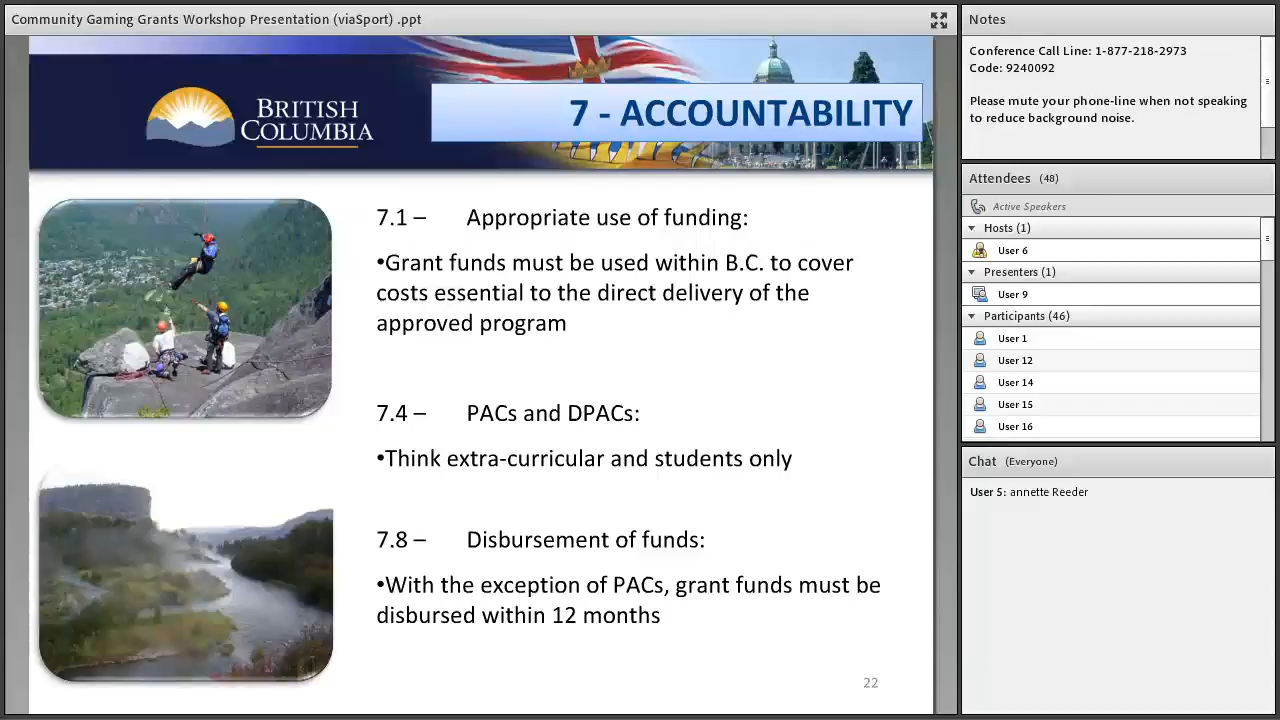 Community Gaming Grants Workshop Presentation (viaSport) .ppt
BRITISH
COLUMBIA
7 - ACCOUNTABILITY
7.1 – Appropriate use of funding:
•Grant funds must be used within B.C. to cover
costs essential to the direct delivery of the
approved program
7.4 – PACs and DPACs:
•Think extra-curricular and students only
7.8 – Disbursement of funds:
•With the exception of PACs, grant funds must be
disbursed within 12 months
22
Notes
Conference Call Line: 1-877-218-2973
Code: 9240092
Please mute your phone-line when not speaking
to reduce background noise.
Attendees (48)
Active Speakers
Hosts (1)
User 6
Presenters (1)
User 9
Participants (46)
User 1
User 12
User 14
User 15
User 16
Chat (Everyone)
User 5: annette Reeder